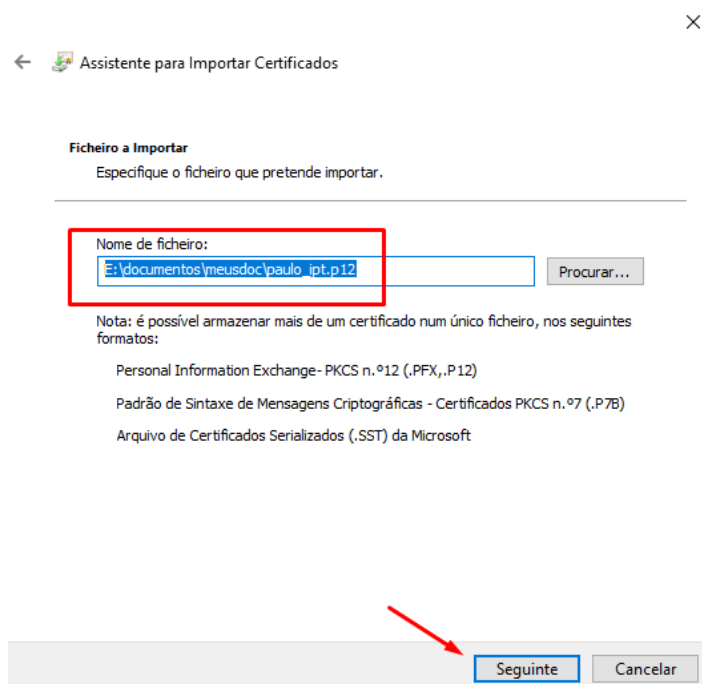 Assistente para Importar Certificados
Ficheiro a Importar
Especifique o ficheiro que pretende importar.
Nome de ficheiro:
E:\documentos\meusdoc\paulo_ipt.p12
Procurar...
Nota: é possível armazenar mais de um certificado num único ficheiro, nos seguintes
formatos:
Personal Information Exchange- PKCS n.º12 (.PFX,.P12)
Padrão de Sintaxe de Mensagens Criptográficas - Certificados PKCS n.º7 (.P7B)
Arquivo de Certificados Serializados (.SST) da Microsoft
Seguinte
Cancelar